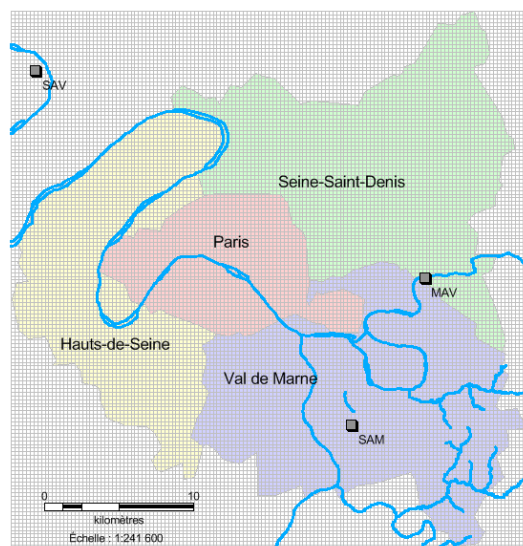 SAV
Seine-Saint-Denis
Paris
MAV
Hauts-de-Seine
Val de Marne
SAM
0 10
kilomètres
Échelle : 1:241 600